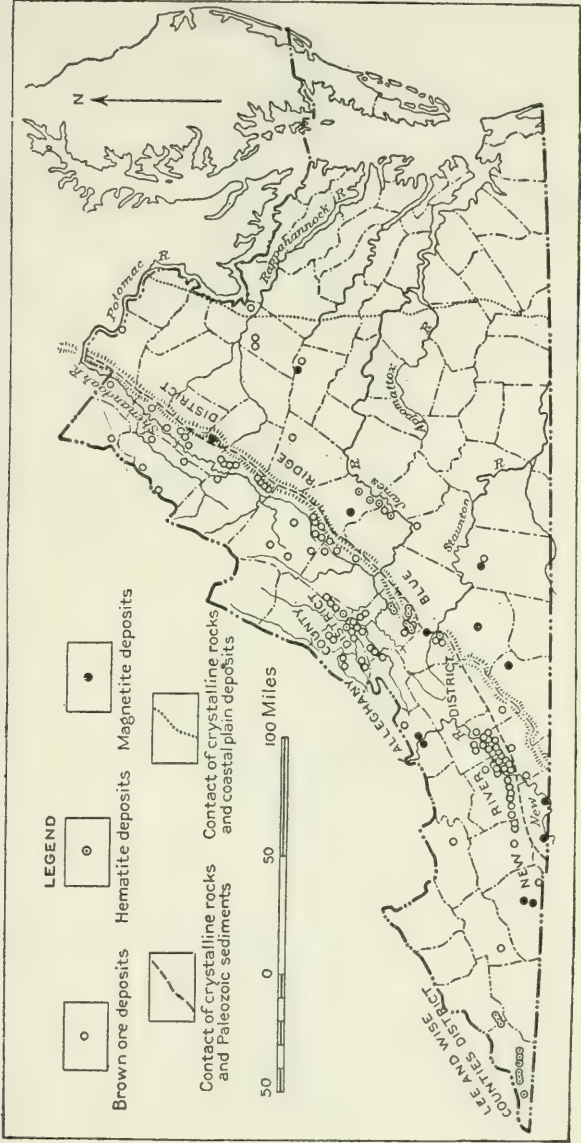 LEGEND
Brown ore deposits
Hematite deposits
Magnetite deposits
Contact of crystalline rocks
and Paleozoic sediments
Contact of crystalline rocks
and coastal plain deposits
50 0 50 100 Miles
N
Potomac R
Rappahannock R
Shenandoah R
DISTRICT
RIDGE
BLUE
James R
Appomattox R
Staunton R
ALLEGHANY
COUNTY
DISTRICT
NEW RIVER DISTRICT
New R
LEE AND WISE
COUNTIES DISTRICT